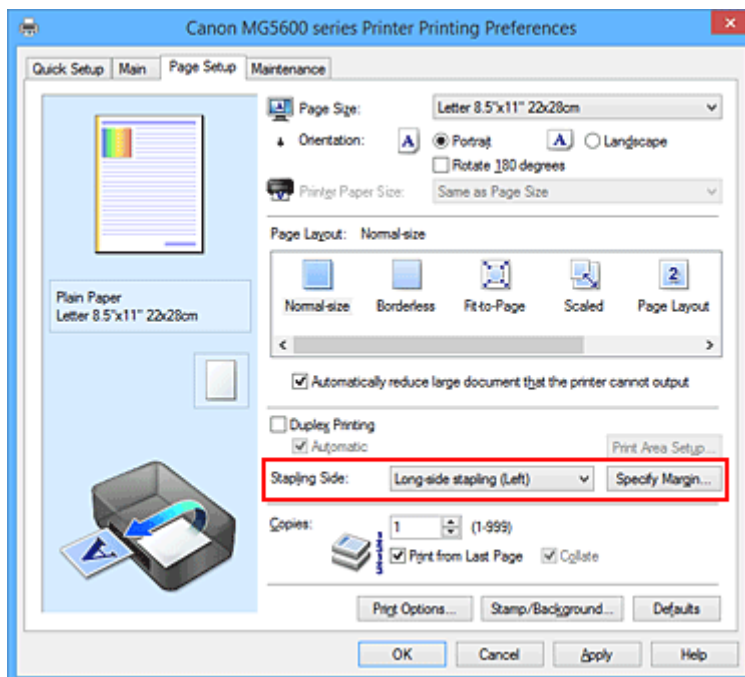 Canon MG5600 series Printer Printing Preferences
Quick Setup Main Page Setup Maintenance
Page Size: Letter 8.5"x11" 22x28cm
Orientation: A Portrait A Landscape
Rotate 180 degrees
Printer Paper Size: Same as Page Size
Page Layout: Normal-size
Normal-size Borderless Fit-to-Page Scaled 2 Page Layout
Plain Paper
Letter 8.5"x11" 22x28cm
Automatically reduce large document that the printer cannot output
Duplex Printing
Automatic Print Area Setup...
Stapling Side: Long-side stapling (Left) Specify Margin...
Copies: 1 (1-999)
Print from Last Page Collate
A
Print Options... Stamp/Background... Defaults
OK Cancel Apply Help